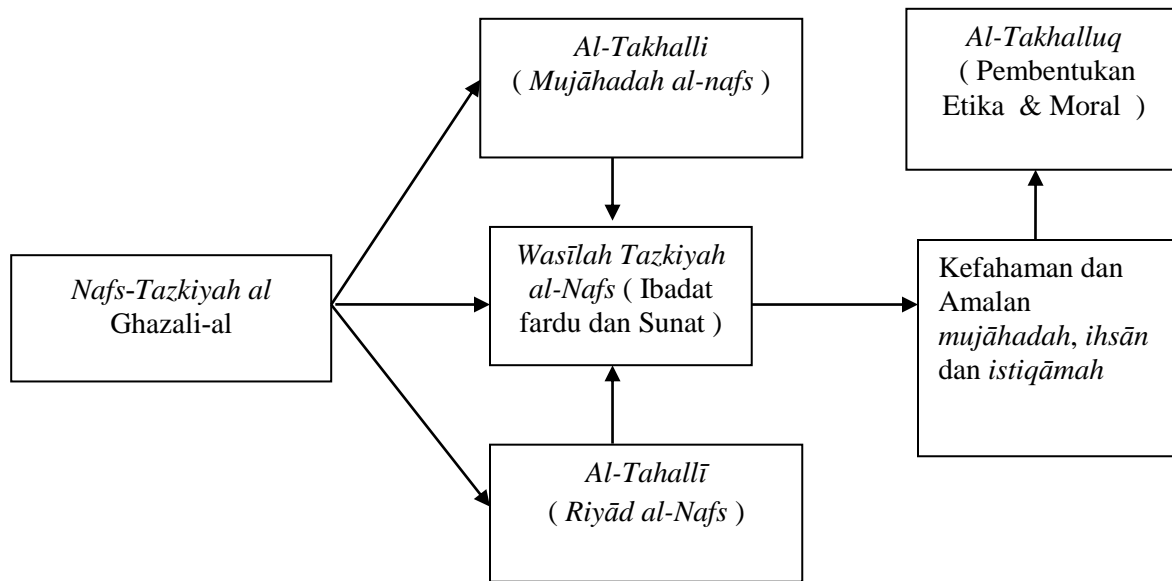 Nafs-Tazkiyah al
Ghazali-al
Al-Takhalli
( Mujāhadah al-nafs )
Wasīlah Tazkiyah
al-Nafs ( Ibadat
fardu dan Sunat )
Al-Tahallī
( Riyād al-Nafs )
Kefahaman dan
Amalan
mujāhadah, ihsān
dan istiqāmah
Al-Takhalluq
( Pembentukan
Etika & Moral )